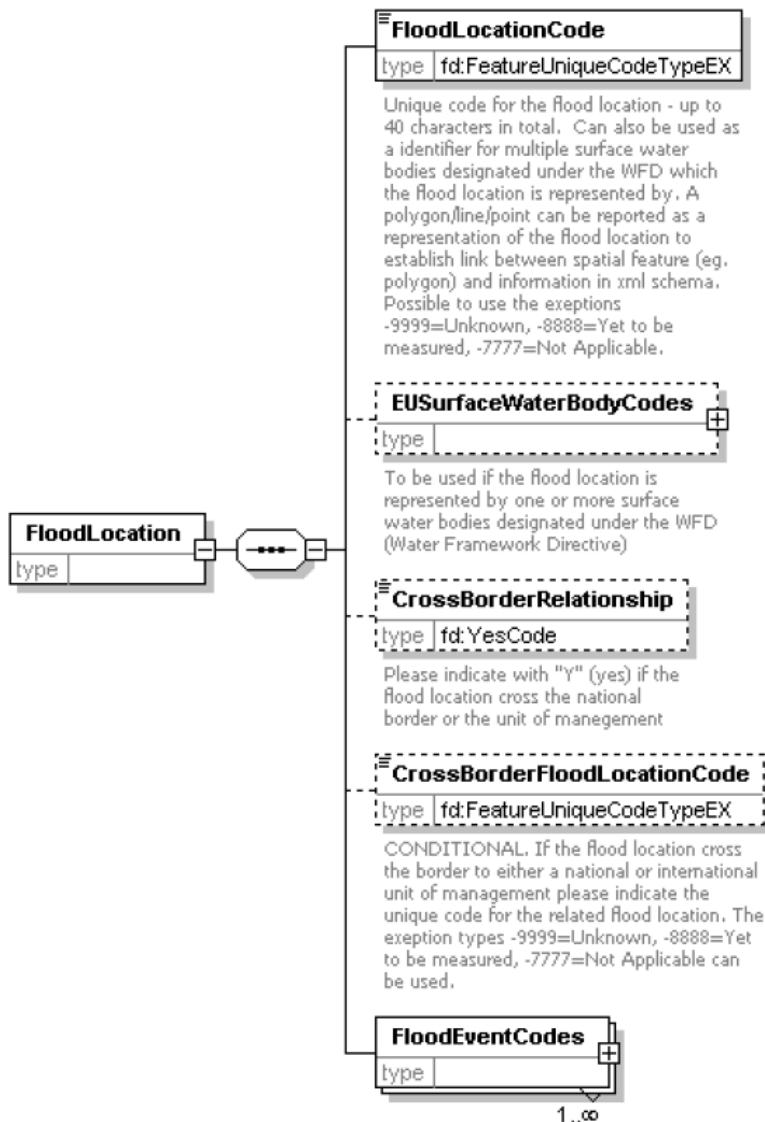 FloodLocationCode
type fd:FeatureUniqueCodeTypeEX
Unique code for the flood location - up to
40 characters in total. Can also be used as
a identifier for multiple surface water
bodies designated under the WFD which
the flood location is represented by. A
polygon/line/point can be reported as a
representation of the flood location to
establish link between spatial feature (eg.
polygon) and information in xml schema.
Possible to use the exeptions
-9999=Unknown, -8888=Yet to be
measured, -7777=Not Applicable.
EUSurfaceWaterBodyCodes
type
To be used if the flood location is
represented by one or more surface
water bodies designated under the WFD
(Water Framework Directive)
FloodLocation
type
CrossBorderRelationship
type fd:YesCode
Please indicate with "Y" (yes) if the
flood location cross the national
border or the unit of manegement
CrossBorderFloodLocationCode
type fd:FeatureUniqueCodeTypeEX
CONDITIONAL. If the flood location cross
the border to either a national or international
unit of management please indicate the
unique code for the related flood location. The
exeption types -9999=Unknown, -8888=Yet
to be measured, -7777=Not Applicable can
be used.
FloodEventCodes
type
1..∞